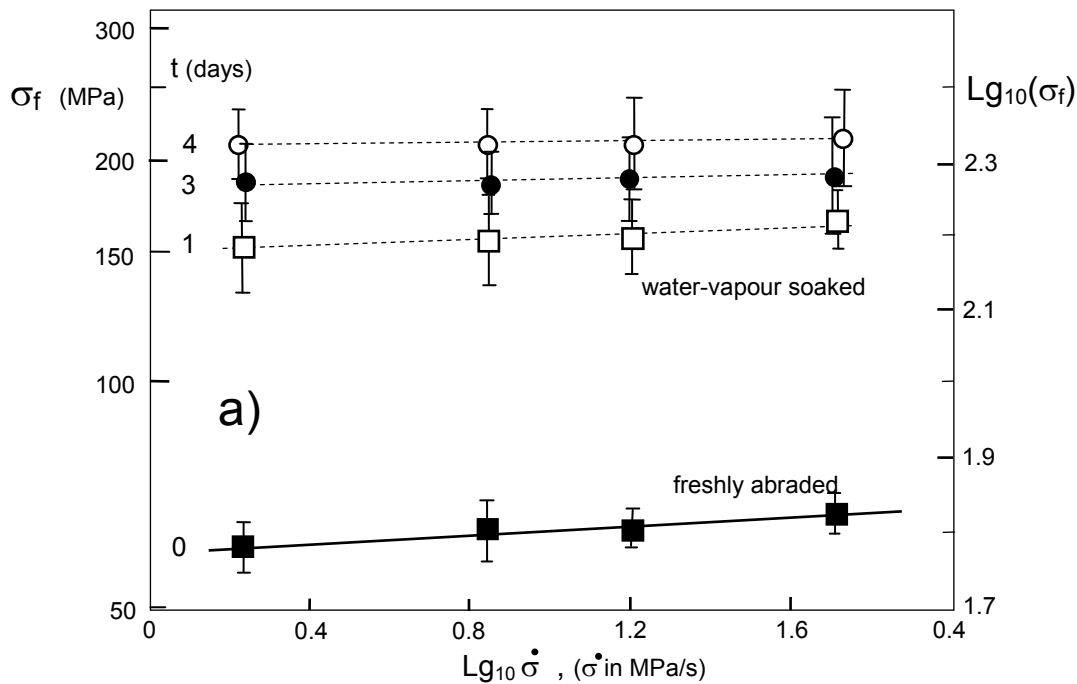 300
t (days)
σf (MPa)
Lg10(σf)
4
200
2.3
3
1
150
water-vapour soaked
2.1
100
a)
1.9
freshly abraded
0
50
1.7
0
0.4
0.8
1.2
1.6
0.4
Lg10 σ̇ , (σ̇ in MPa/s)